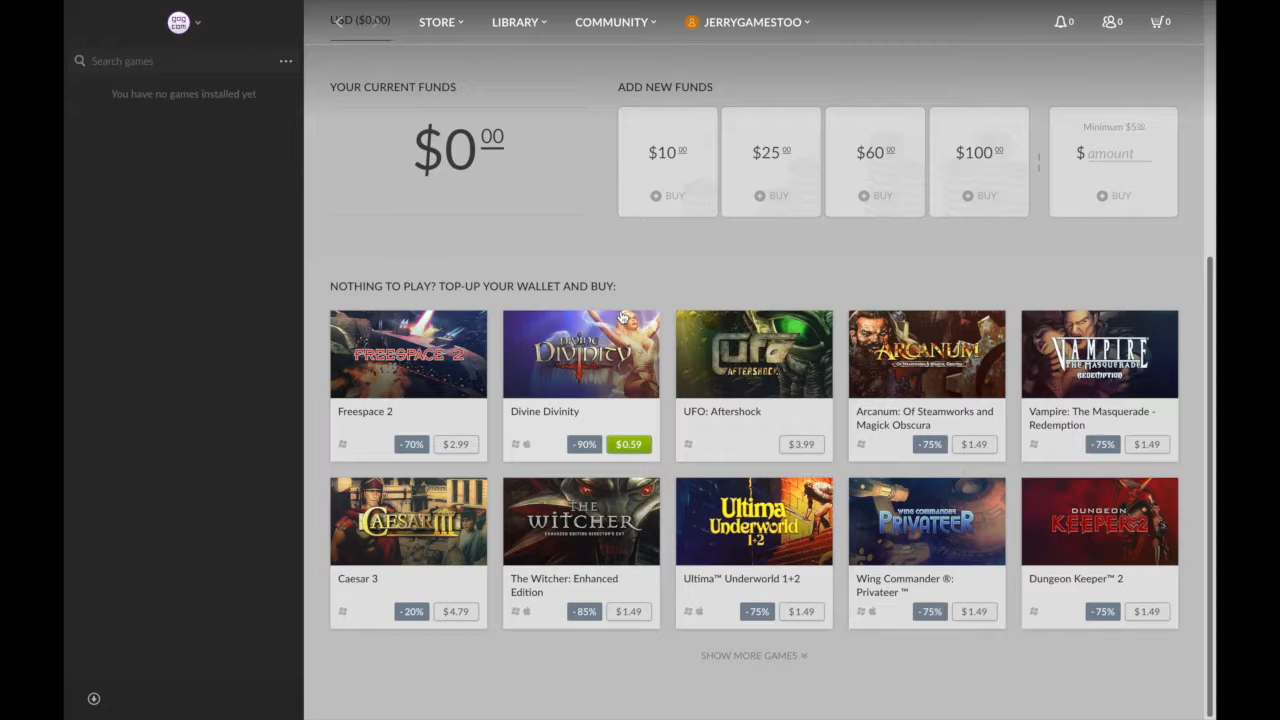 gog
com
USD ($0.00)
STORE
LIBRARY
COMMUNITY
JERRYGAMESTOO
0
0
0
Search games
You have no games installed yet
YOUR CURRENT FUNDS
ADD NEW FUNDS
$0 00
$10 00
BUY
$25 00
BUY
$60 00
BUY
$100 00
BUY
Minimum $5.00
$ amount
BUY
NOTHING TO PLAY? TOP-UP YOUR WALLET AND BUY:
FREESPACE 2
DIVINE DIVINITY
UFO AFTERSHOCK
ARCANUM
VAMPIRE
THE MASQUERADE
REDEMPTION
Freespace 2
Divine Divinity
UFO: Aftershock
Arcanum: Of Steamworks and
Magick Obscura
Vampire: The Masquerade -
Redemption
-70% $2.99
-90% $0.59
$3.99
-75% $1.49
-75% $1.49
CAESAR III
THE WITCHER
ENHANCED EDITION DIRECTOR'S CUT
Ultima Underworld 1+2
WING COMMANDER PRIVATEER
DUNGEON KEEPER 2
Caesar 3
The Witcher: Enhanced
Edition
Ultima™ Underworld 1+2
Wing Commander ®:
Privateer ™
Dungeon Keeper™ 2
-20% $4.79
-85% $1.49
-75% $1.49
-75% $1.49
-75% $1.49
SHOW MORE GAMES